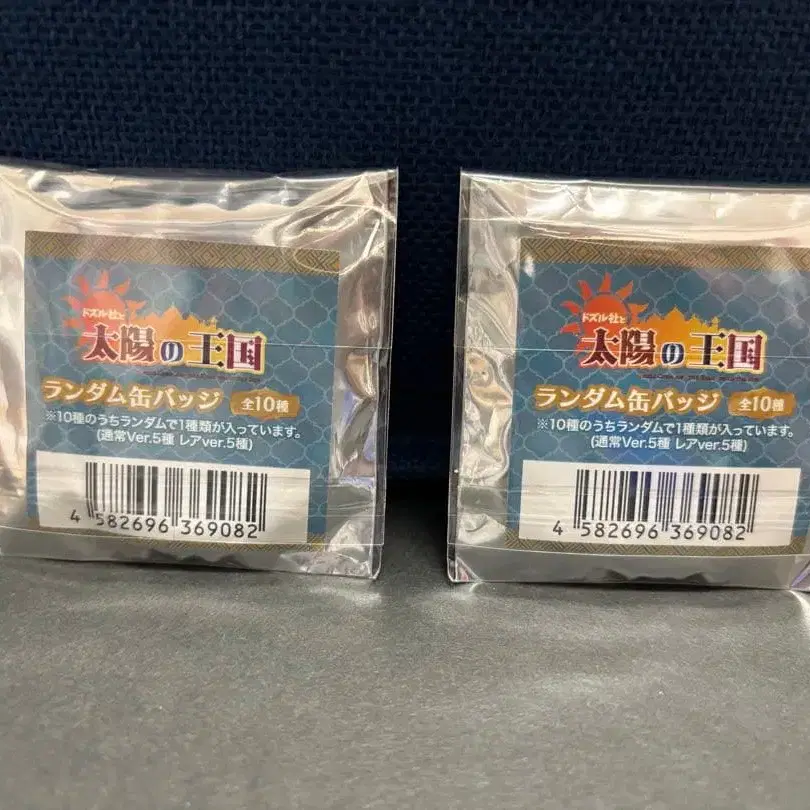 ドズル社と
太陽の王国
ランダム缶バッジ 全10種
※10種のうちランダムで1種類が入っています。
(通常Ver.5種 レアver.5種)
4 582696 369082
ドズル社と
太陽の王国
ランダム缶バッジ 全10種
※10種のうちランダムで1種類が入っています。
(通常Ver.5種 レアver.5種)
4 582696 369082